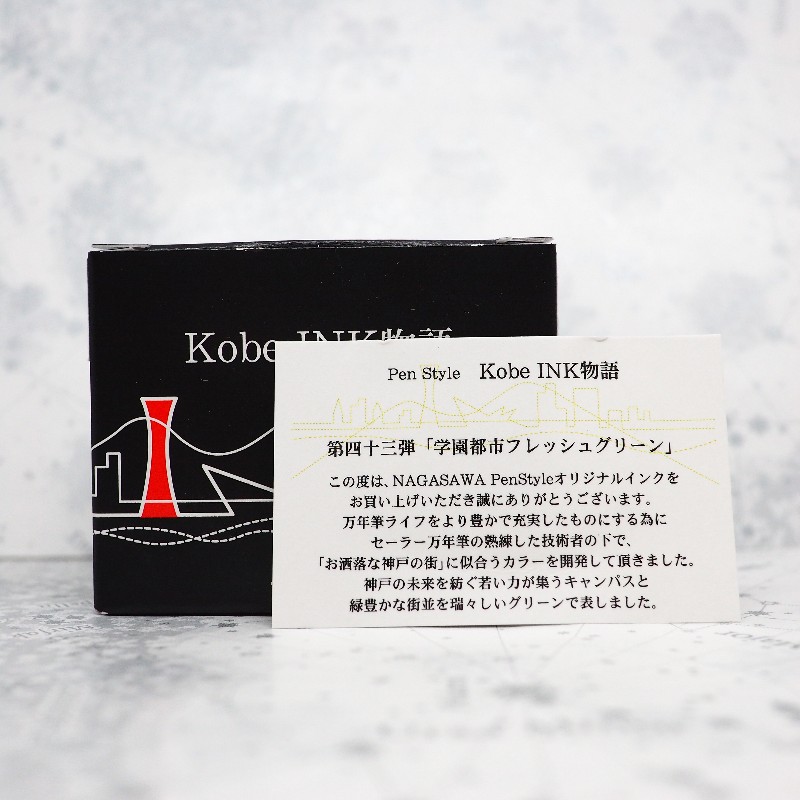 Kobe INK物語
Pen Style Kobe INK物語
第四十三弾「学園都市フレッシュグリーン」
この度は、NAGASAWA PenStyleオリジナルインクを
お買い上げいただき誠にありがとうございます。
万年筆ライフをより豊かで充実したものにする為に
セーラー万年筆の熟練した技術者の下で、
「お洒落な神戸の街」に似合うカラーを開発して頂きました。
神戸の未来を紡ぐ若い力が集うキャンパスと
緑豊かな街並を瑞々しいグリーンで表しました。